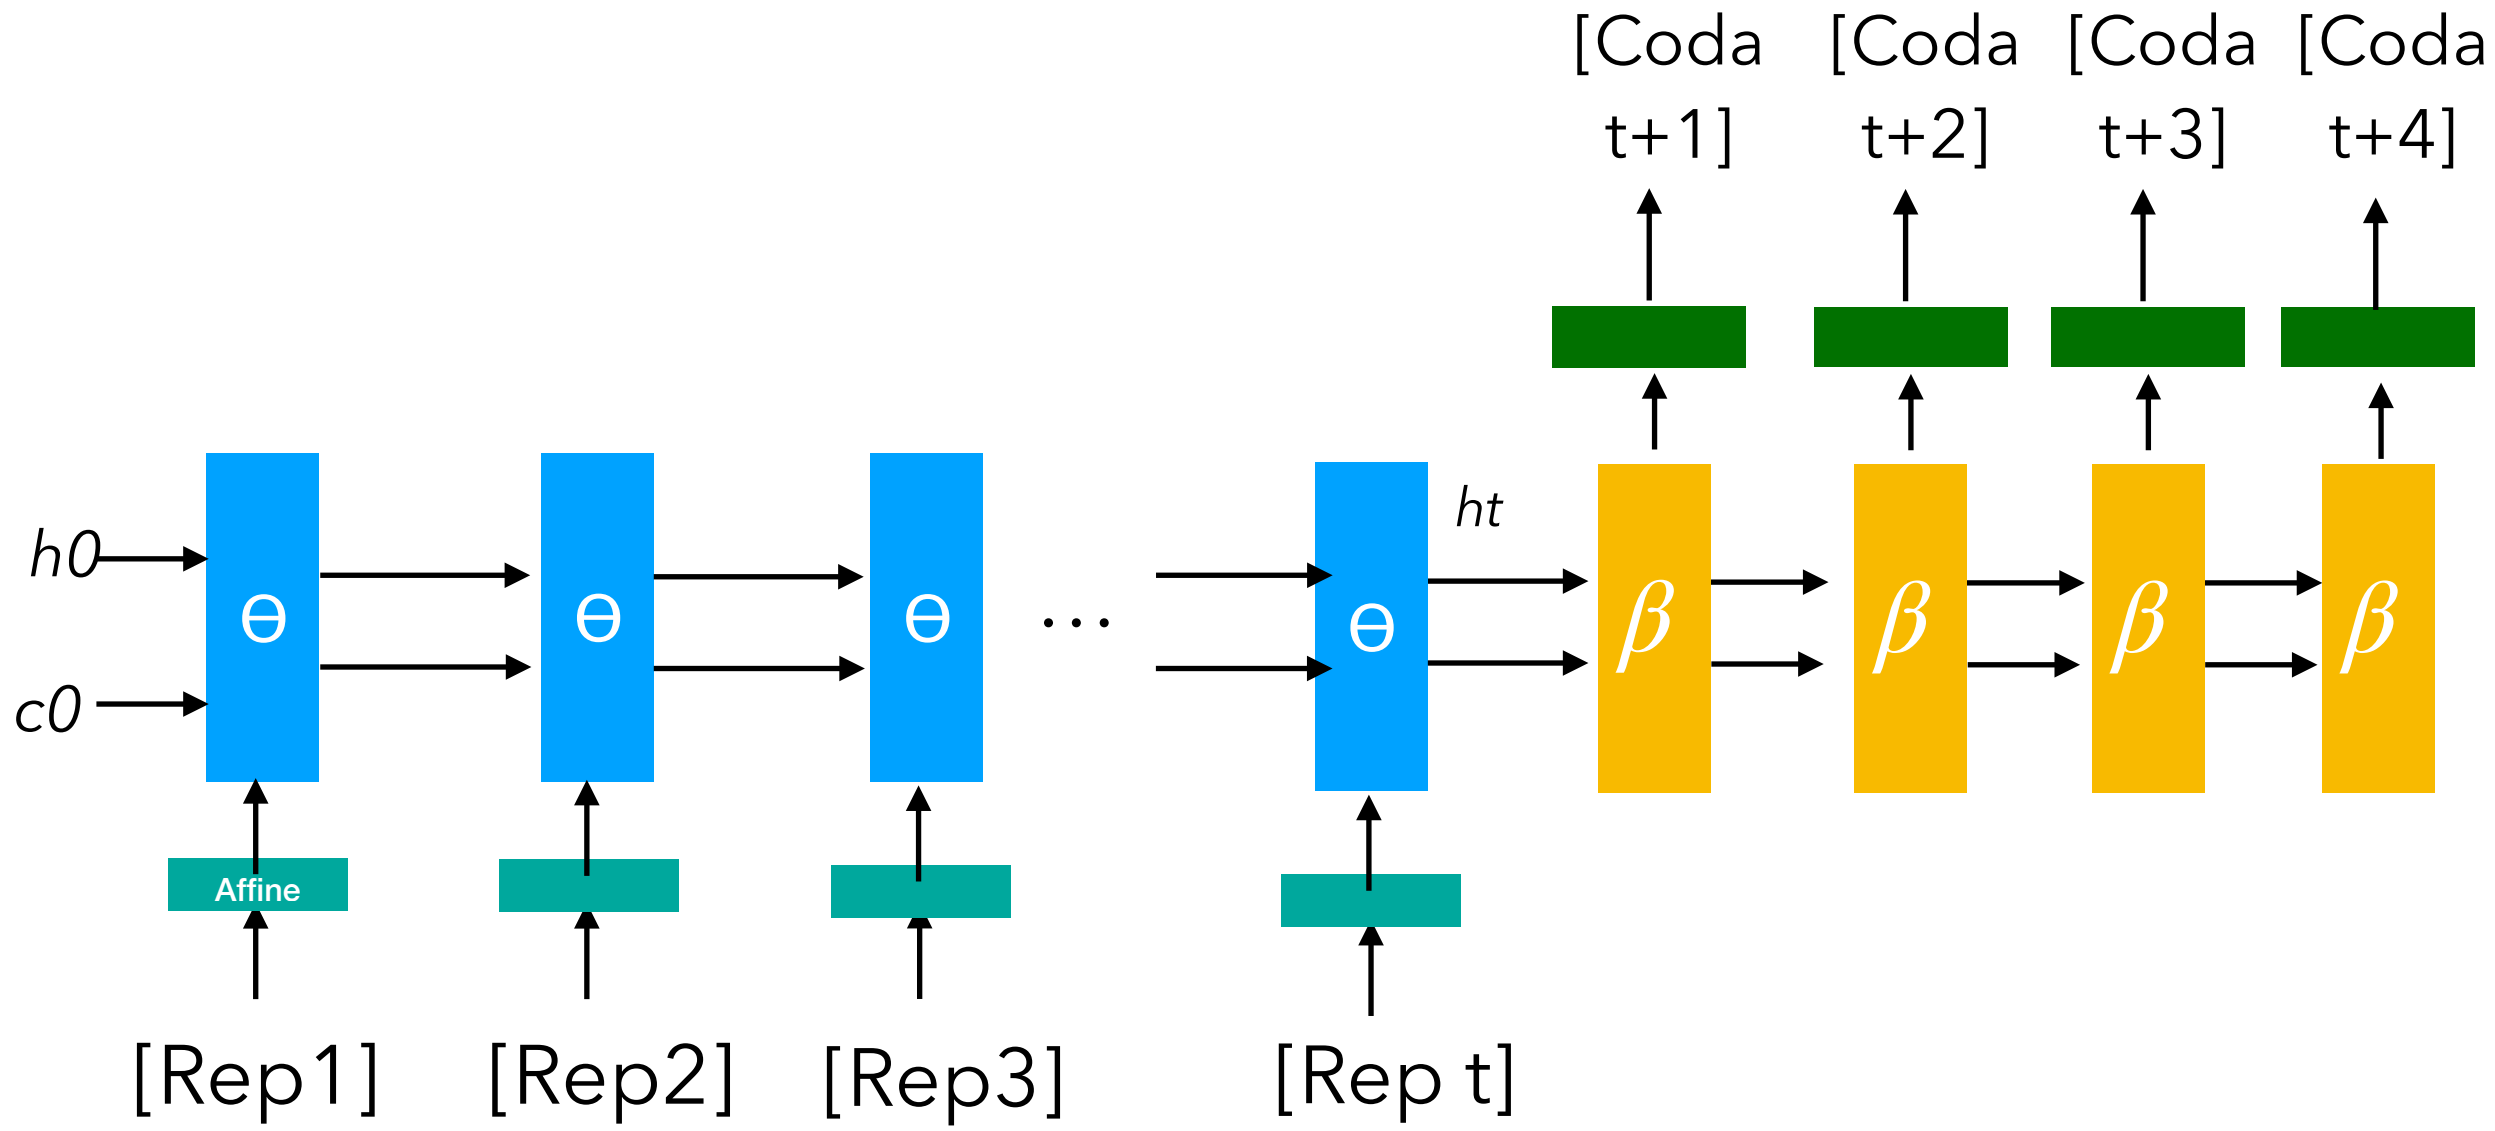 [Coda
t+1]
[Coda
t+2]
[Coda
t+3]
[Coda
t+4]
h0
c0
ϴ
ϴ
ϴ
...
ϴ
ht
β
β
β
β
Affine
[Rep1]
[Rep2]
[Rep3]
[Rep t]